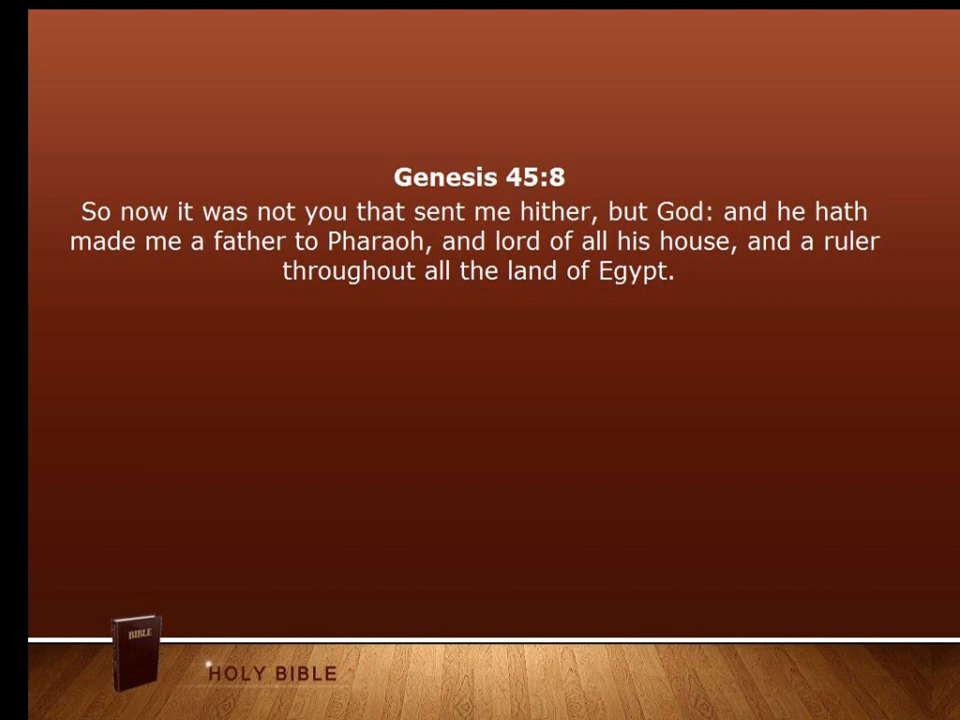 Genesis 45:8
So now it was not you that sent me hither, but God: and he hath
made me a father to Pharaoh, and lord of all his house, and a ruler
throughout all the land of Egypt.
BIBLE
HOLY BIBLE